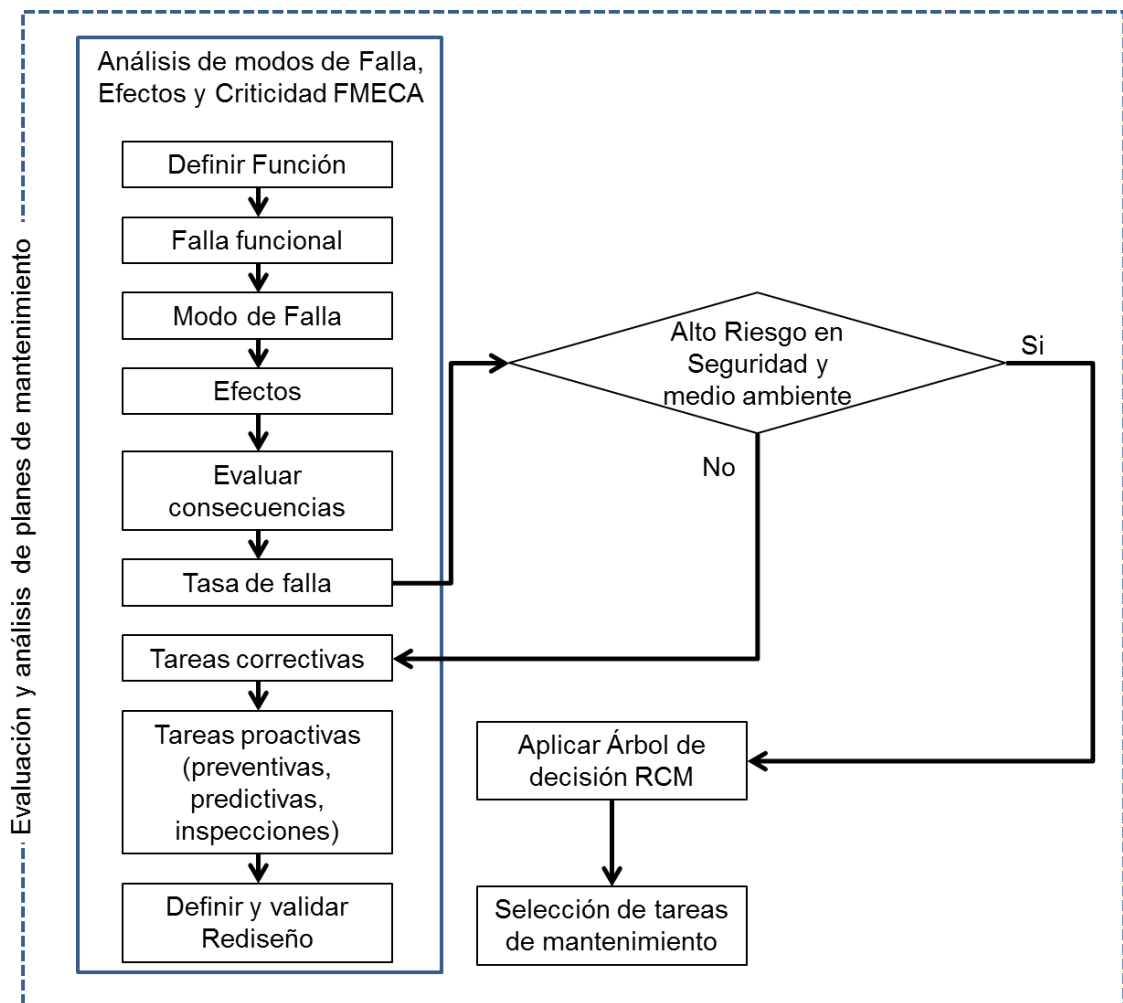 Evaluación y análisis de planes de mantenimiento
Análisis de modos de Falla,
Efectos y Criticidad FMECA
Definir Función
Falla funcional
Modo de Falla
Efectos
Evaluar
consecuencias
Tasa de falla
Alto Riesgo en
Seguridad y
medio ambiente
Si
No
Tareas correctivas
Tareas proactivas
(preventivas,
predictivas,
inspecciones)
Definir y validar
Rediseño
Aplicar Árbol de
decisión RCM
Selección de tareas
de mantenimiento